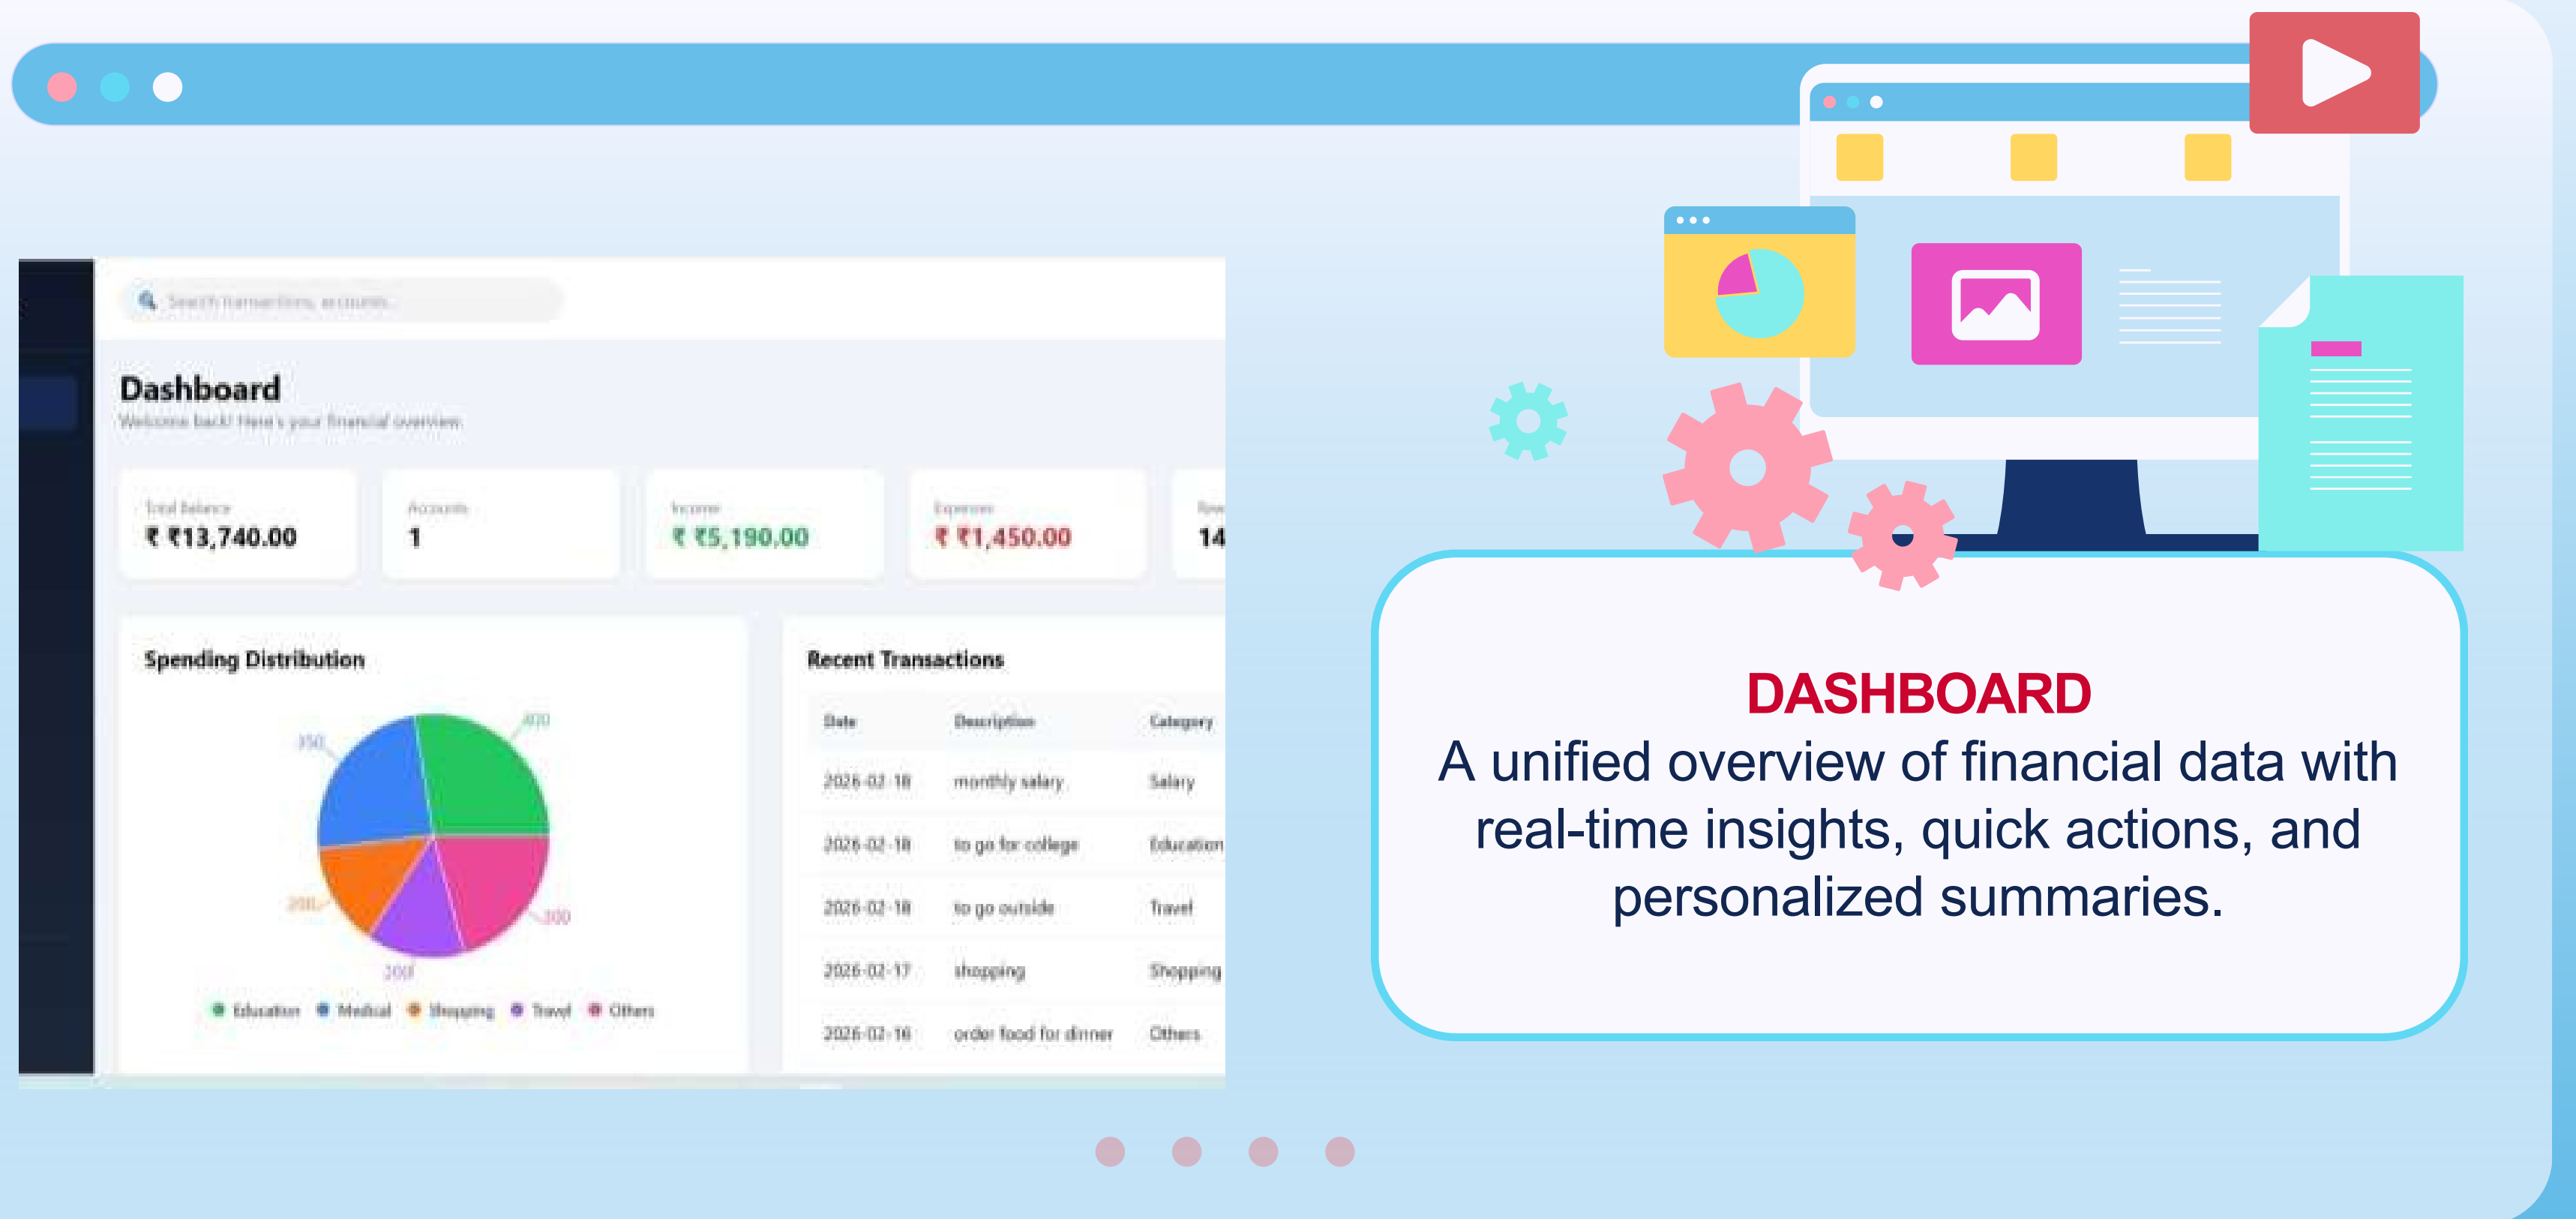 Search transactions, accounts...
Dashboard
Welcome back! Here's your financial overview.
Total Balance
₹ ₹13,740.00
Accounts
1
Income
₹ ₹5,190.00
Expenses
₹ ₹1,450.00
14
Spending Distribution
400
350
200
200
300
Education Medical Shopping Travel Others
Recent Transactions
Date Description Category
2026-02-18 monthly salary Salary
2026-02-18 to go for college Education
2026-02-18 to go outside Travel
2026-02-17 shopping Shopping
2026-02-16 order food for dinner Others
DASHBOARD
A unified overview of financial data with
real-time insights, quick actions, and
personalized summaries.